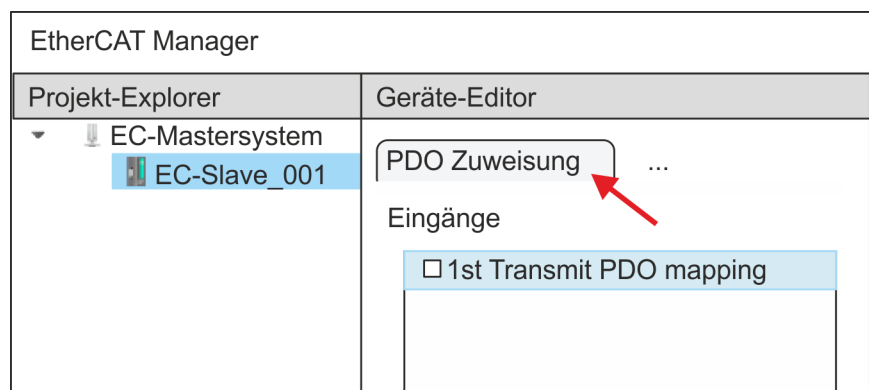 EtherCAT Manager
Projekt-Explorer
Geräte-Editor
EC-Mastersystem
EC-Slave_001
PDO Zuweisung
...
Eingänge
1st Transmit PDO mapping